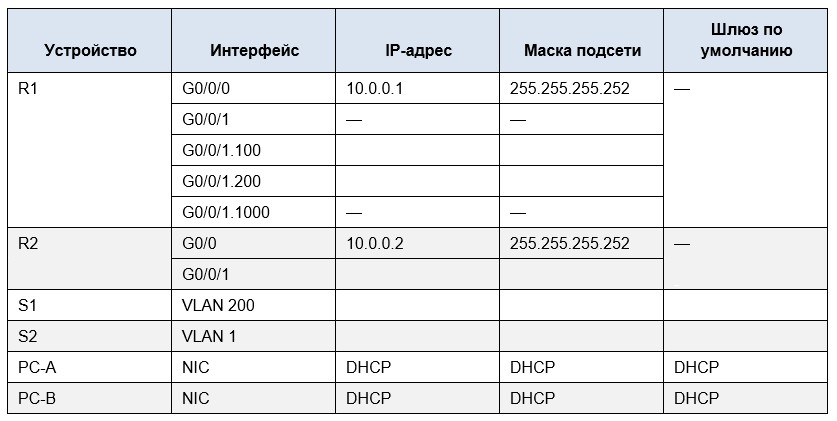 Устройство Интерфейс IP-адрес Маска подсети Шлюз по умолчанию
R1 G0/0/0 10.0.0.1 255.255.255.252 —
G0/0/1 — —
G0/0/1.100
G0/0/1.200
G0/0/1.1000 — —
R2 G0/0 10.0.0.2 255.255.255.252 —
G0/0/1
S1 VLAN 200
S2 VLAN 1
PC-A NIC DHCP DHCP DHCP
PC-B NIC DHCP DHCP DHCP